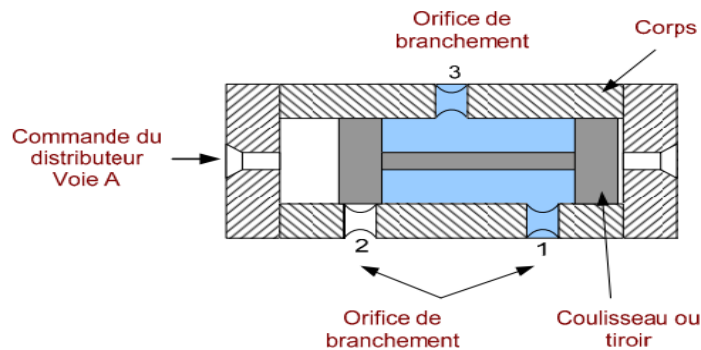 Orifice de
branchement
Corps
3
Commande du
distributeur
Voie A
2
1
Orifice de
branchement
Coulisseau ou
tiroir